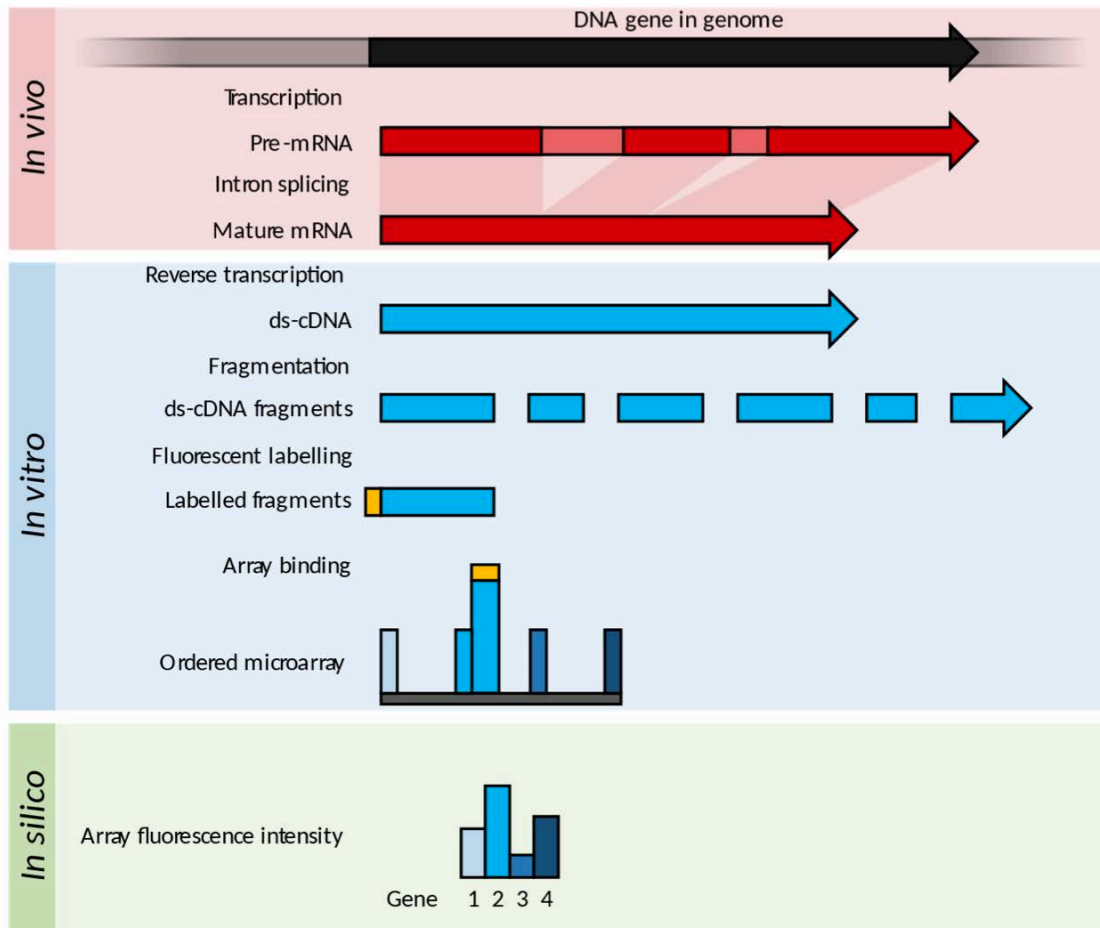 In vivo
DNA gene in genome
Transcription
Pre-mRNA
Intron splicing
Mature mRNA
In vitro
Reverse transcription
ds-cDNA
Fragmentation
ds-cDNA fragments
Fluorescent labelling
Labelled fragments
Array binding
Ordered microarray
In silico
Array fluorescence intensity
Gene 1 2 3 4